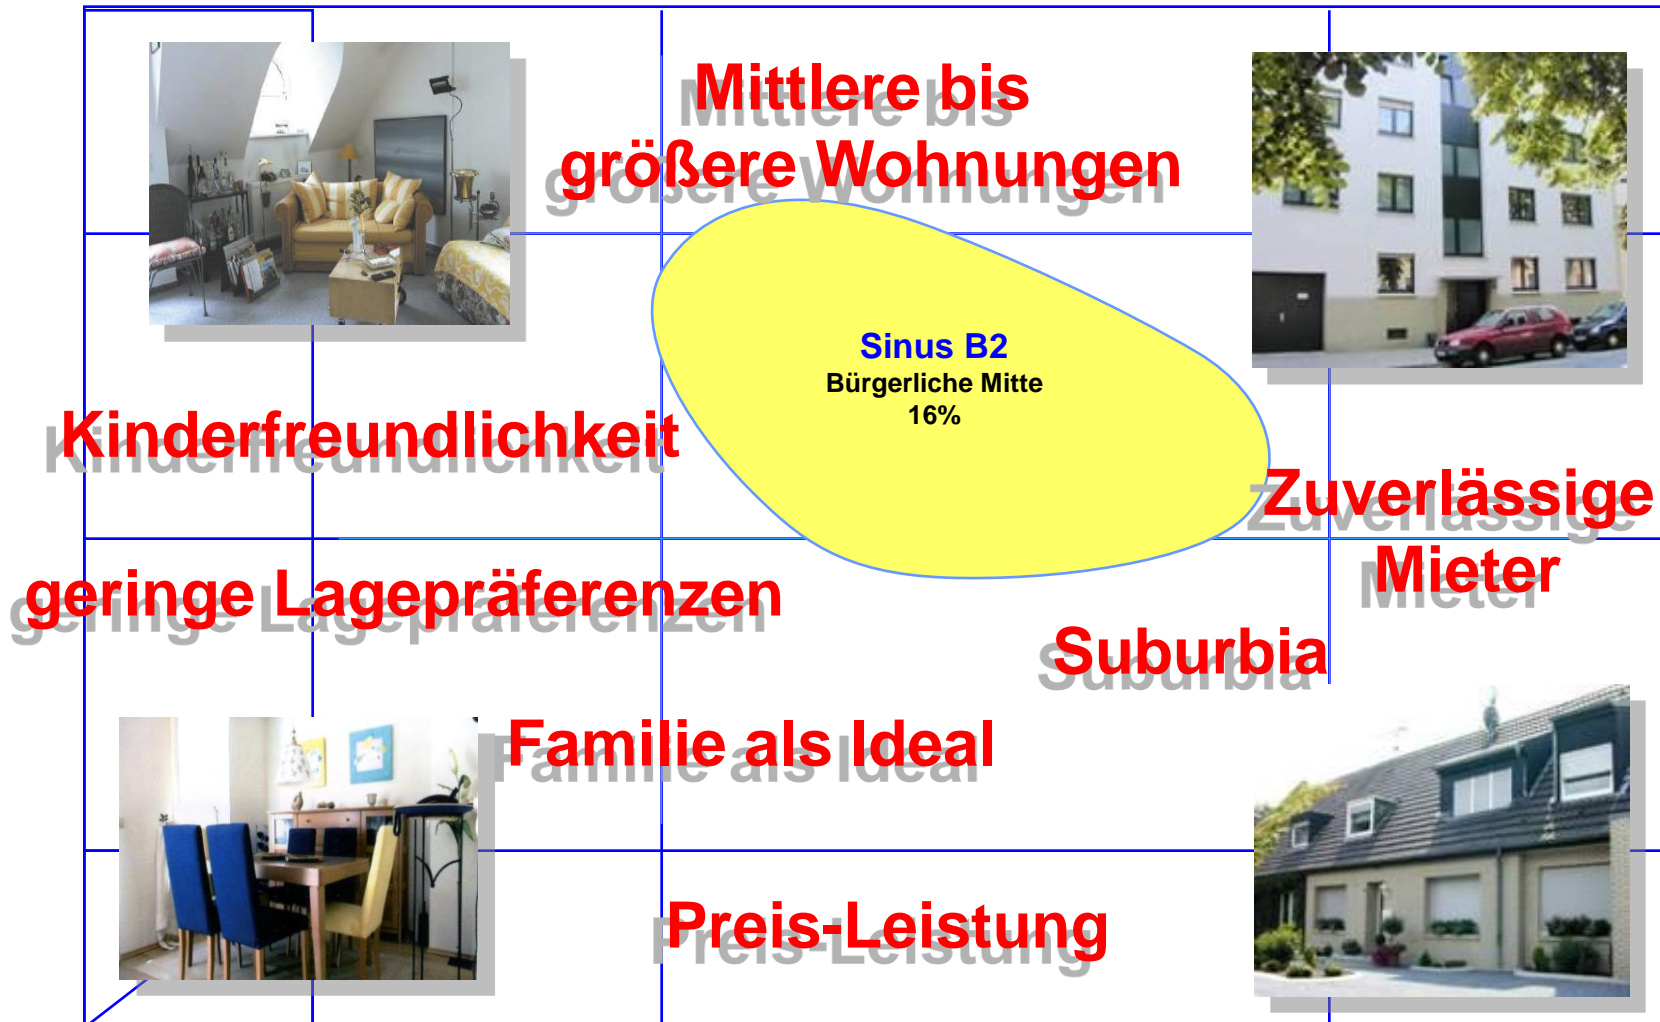 Mittlere bis
größere Wohnungen
Sinus B2
Bürgerliche Mitte
16%
Kinderfreundlichkeit
Zuverlässige
Mieter
geringe Lagepräferenzen
Suburbia
Familie als Ideal
Preis-Leistung